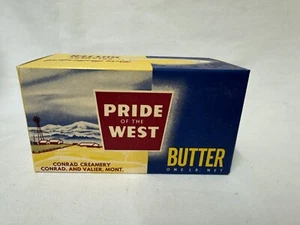 PRIDE
OF THE
WEST
CONRAD CREAMERY
CONRAD, AND VALIER, MONT.
BUTTER
ONE LB. NET